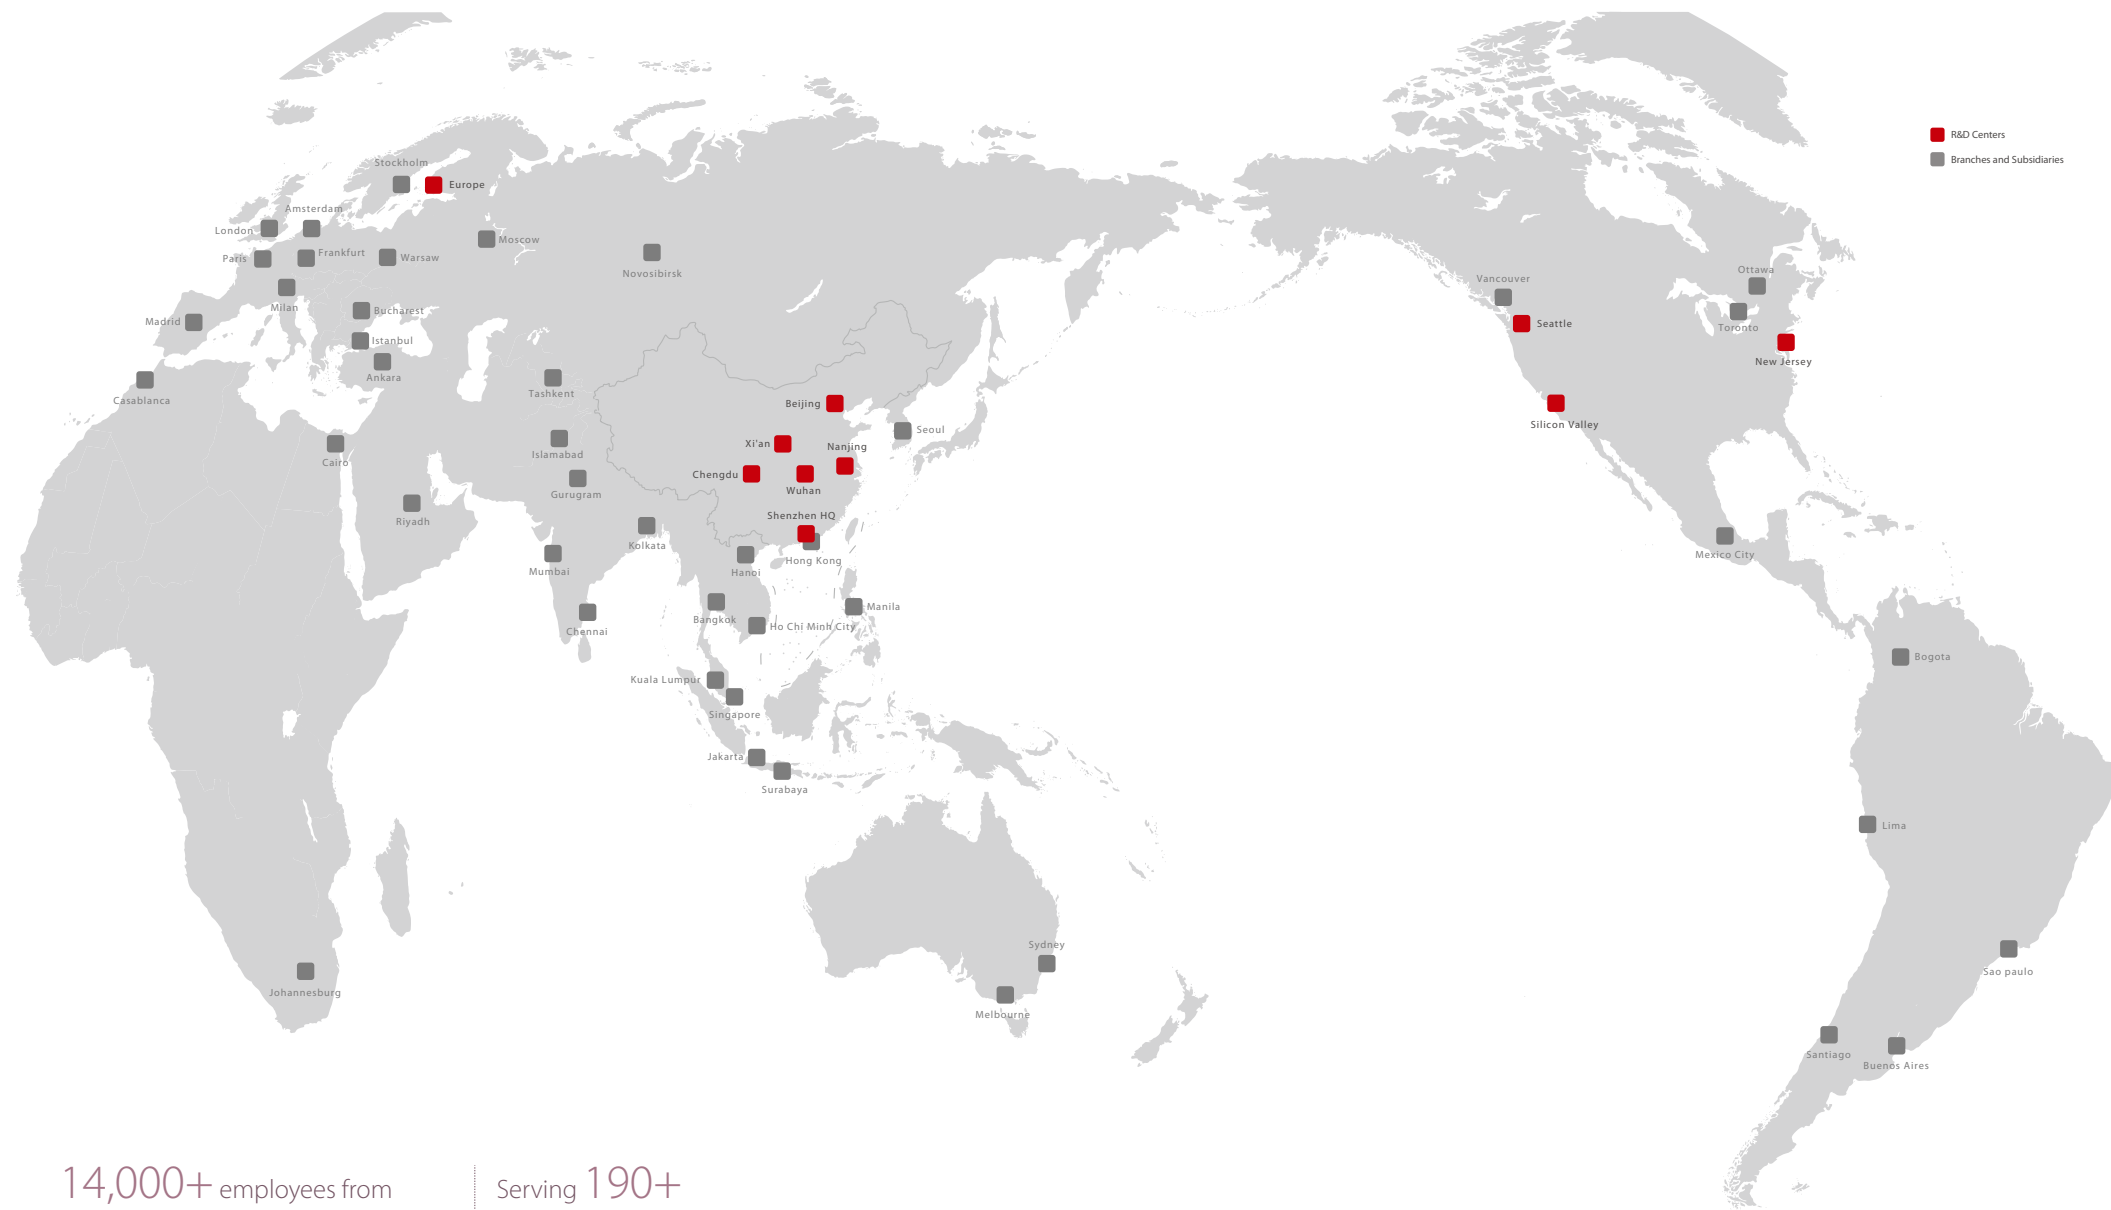 R&D Centers
Branches and Subsidiaries
Stockholm
Europe
Amsterdam
London
Moscow
Paris
Frankfurt
Warsaw
Novosibirsk
Milan
Madrid
Bucharest
Istanbul
Ankara
Casablanca
Tashkent
Cairo
Islamabad
Gurugram
Riyadh
Kolkata
Mumbai
Chennai
Beijing
Seoul
Xi'an
Nanjing
Chengdu
Wuhan
Shenzhen HQ
Hong Kong
Hanoi
Manila
Bangkok
Ho Chi Minh City
Kuala Lumpur
Singapore
Jakarta
Surabaya
Sydney
Melbourne
Johannesburg
Vancouver
Ottawa
Seattle
Toronto
New Jersey
Silicon Valley
Mexico City
Bogota
Lima
Sao paulo
Santiago
Buenos Aires
14,000+ employees from
Serving 190+